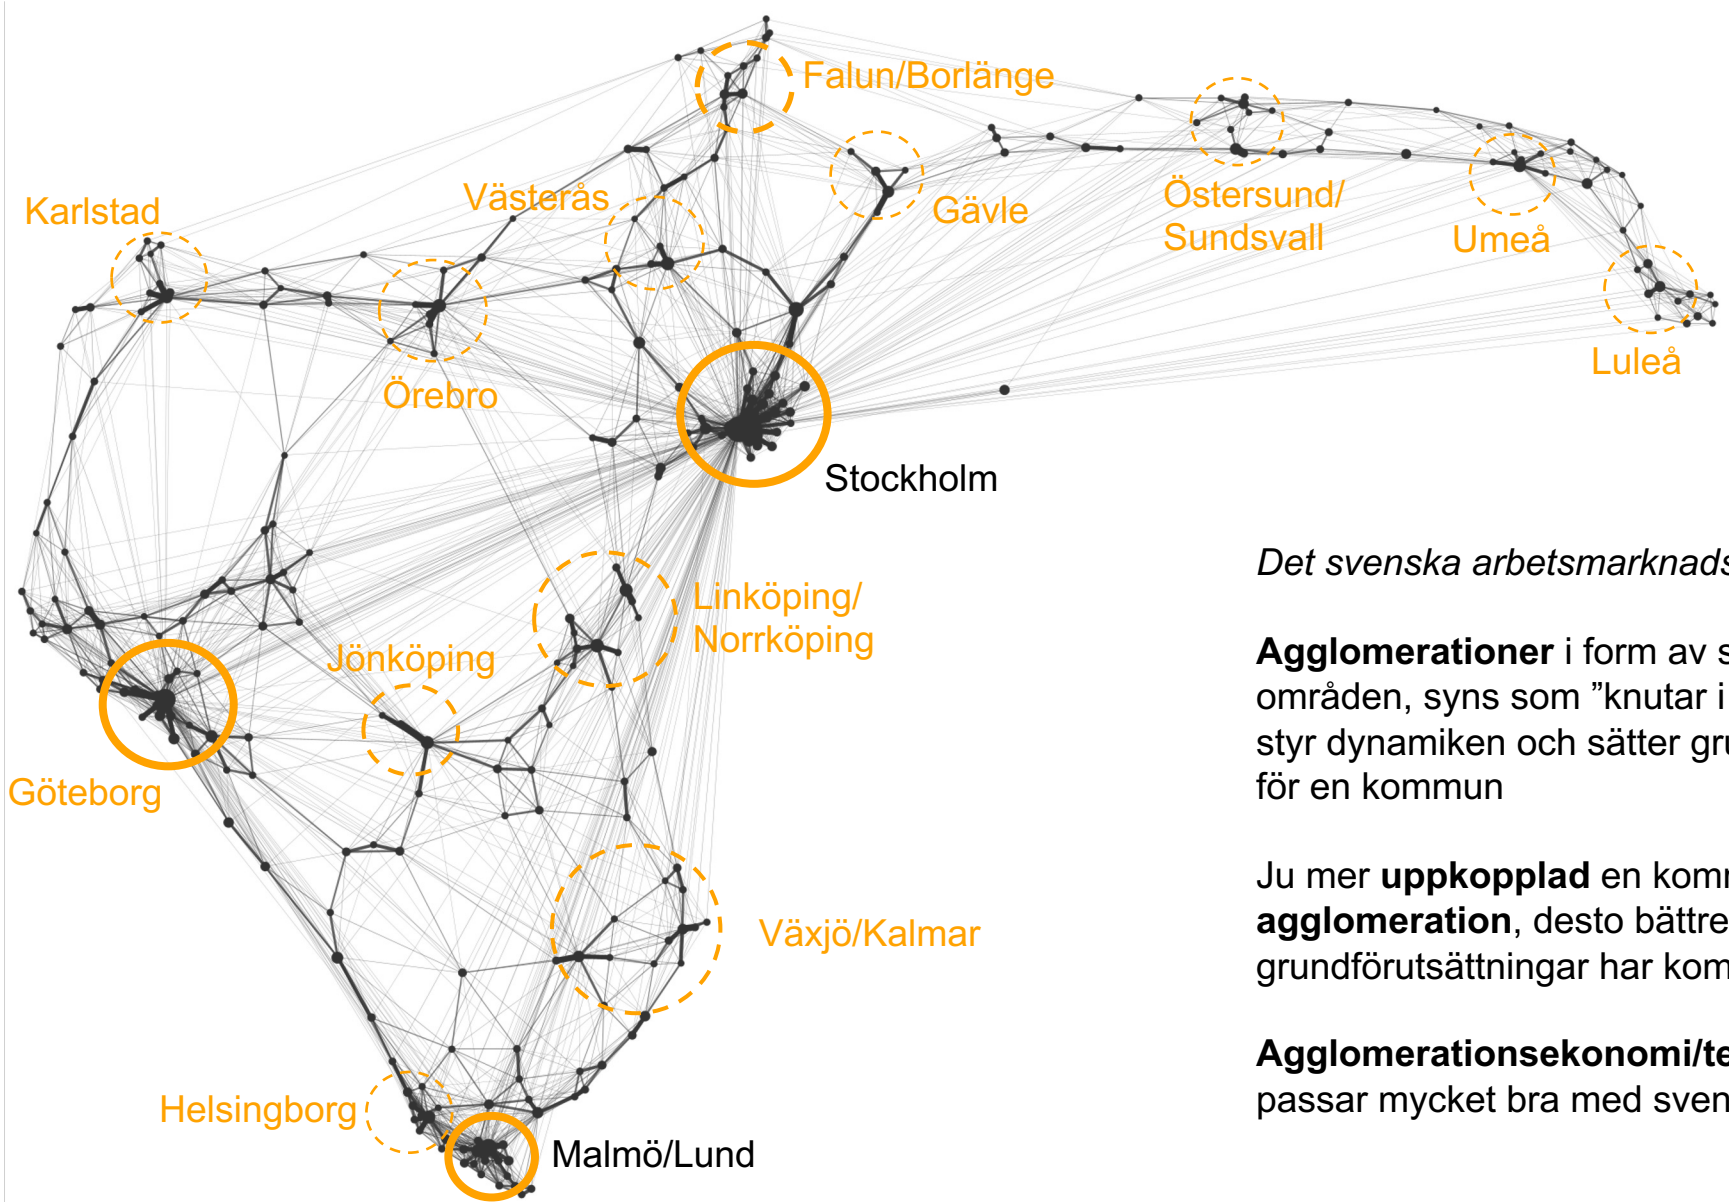 Falun/Borlänge
Karlstad
Västerås
Gävle
Östersund/
Sundsvall
Umeå
Luleå
Örebro
Stockholm
Linköping/
Norrköping
Jönköping
Göteborg
Växjö/Kalmar
Helsingborg
Malmö/Lund
Det svenska arbetsmarknads
Agglomerationer i form av s
områden, syns som ”knutar i
styr dynamiken och sätter gru
för en kommun
Ju mer uppkopplad en kom
agglomeration, desto bättre
grundförutsättningar har kom
Agglomerationsekonomi/te
passar mycket bra med sven